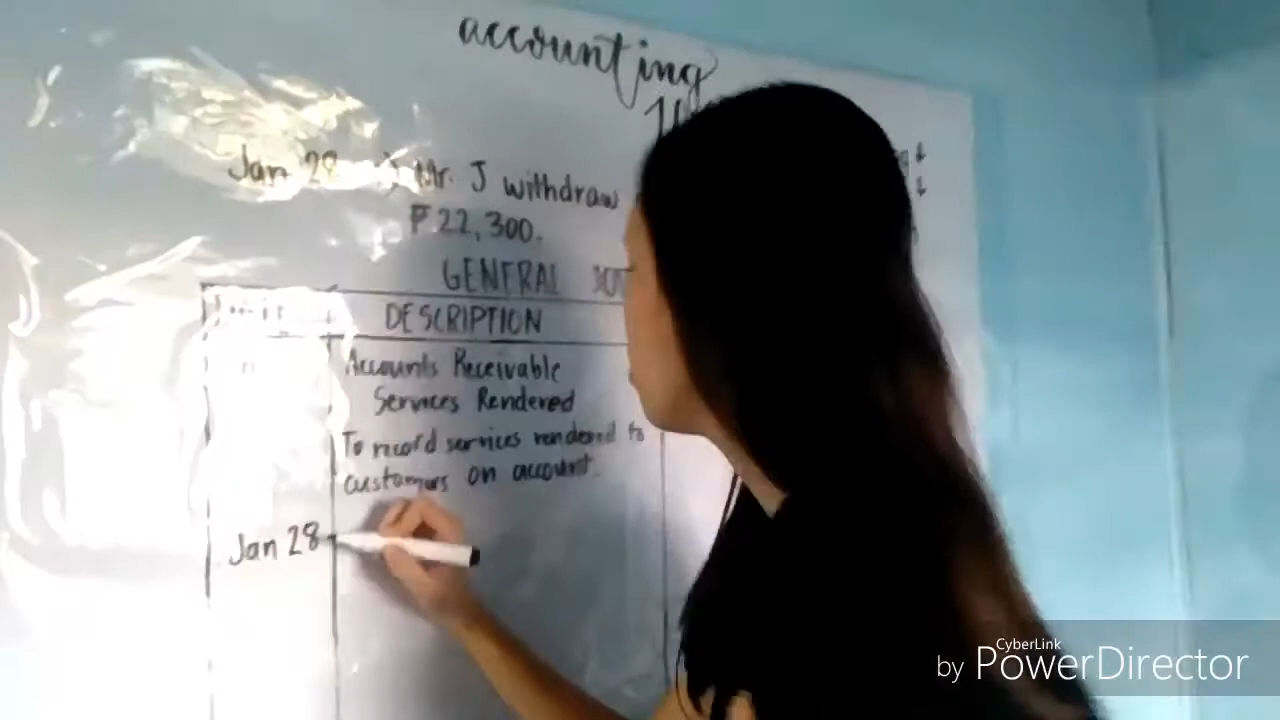 accounting
Jan 28 Mr. J withdraw
₱ 22, 300.
GENERAL
DESCRIPTION
Accounts Receivable
Services Rendered
To record services rendered to
customers on account.
Jan 28
CyberLink
by PowerDirector